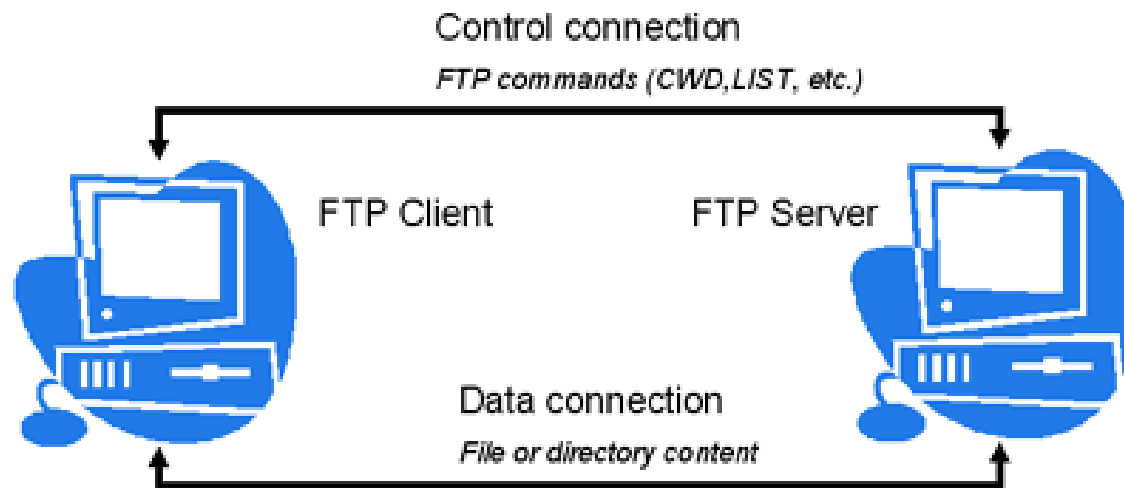 Control connection
FTP commands (CWD,LIST, etc.)
FTP Client
FTP Server
Data connection
File or directory content